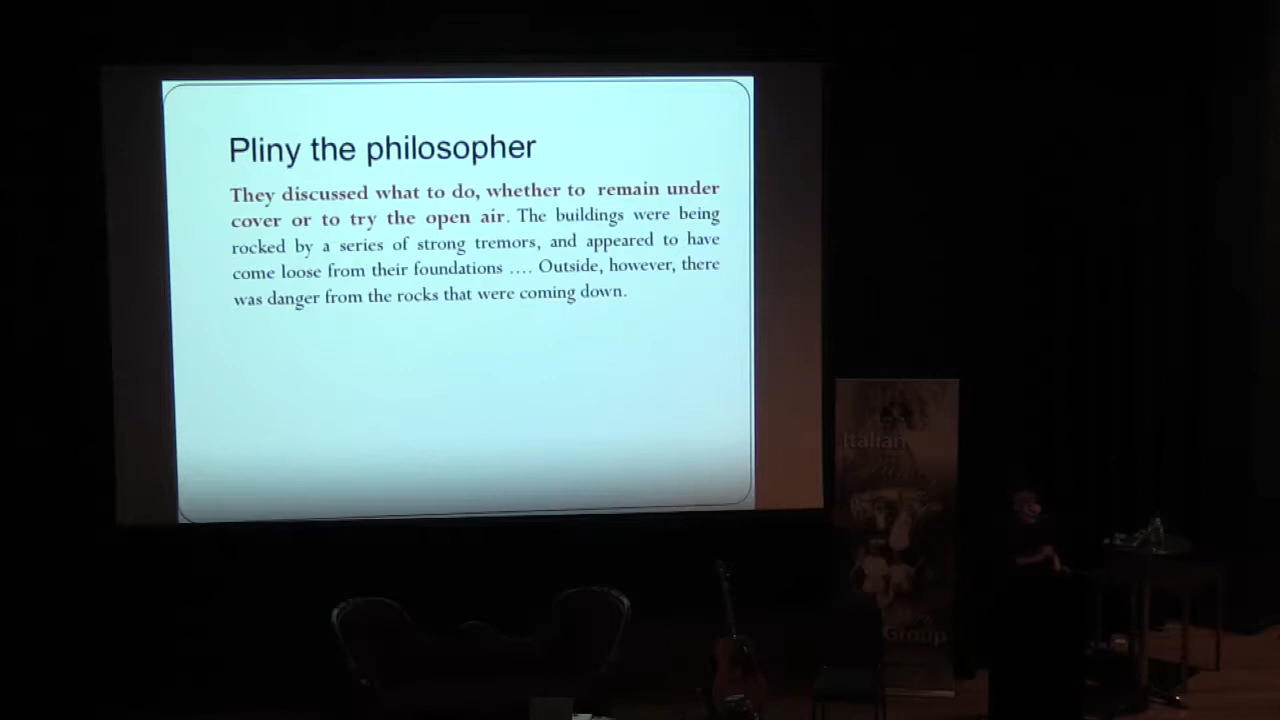 Pliny the philosopher
They discussed what to do, whether to remain under
cover or to try the open air. The buildings were being
rocked by a series of strong tremors, and appeared to have
come loose from their foundations .... Outside, however, there
was danger from the rocks that were coming down.
Italian
Group